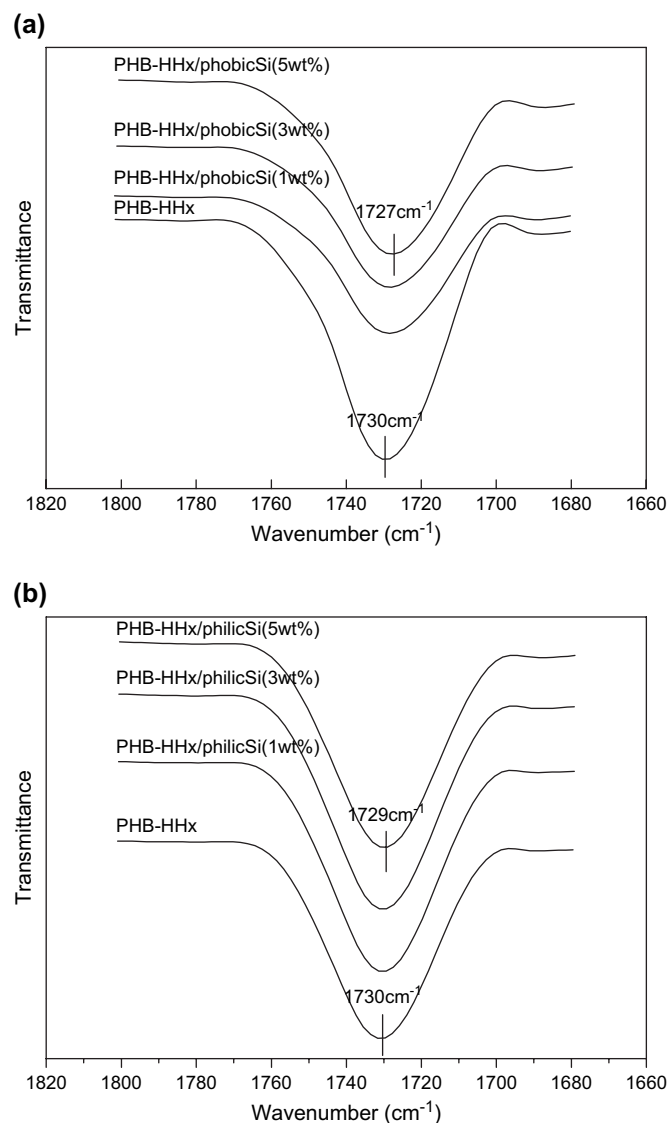 (a)
PHB-HHx/phobicSi(5wt%)
PHB-HHx/phobicSi(3wt%)
PHB-HHx/phobicSi(1wt%)
PHB-HHx
1727cm⁻¹
1730cm⁻¹
Transmittance
1820 1800 1780 1760 1740 1720 1700 1680 1660
Wavenumber (cm⁻¹)
(b)
PHB-HHx/philicSi(5wt%)
PHB-HHx/philicSi(3wt%)
PHB-HHx/philicSi(1wt%)
PHB-HHx
1729cm⁻¹
1730cm⁻¹
Transmittance
1820 1800 1780 1760 1740 1720 1700 1680 1660
Wavenumber (cm⁻¹)